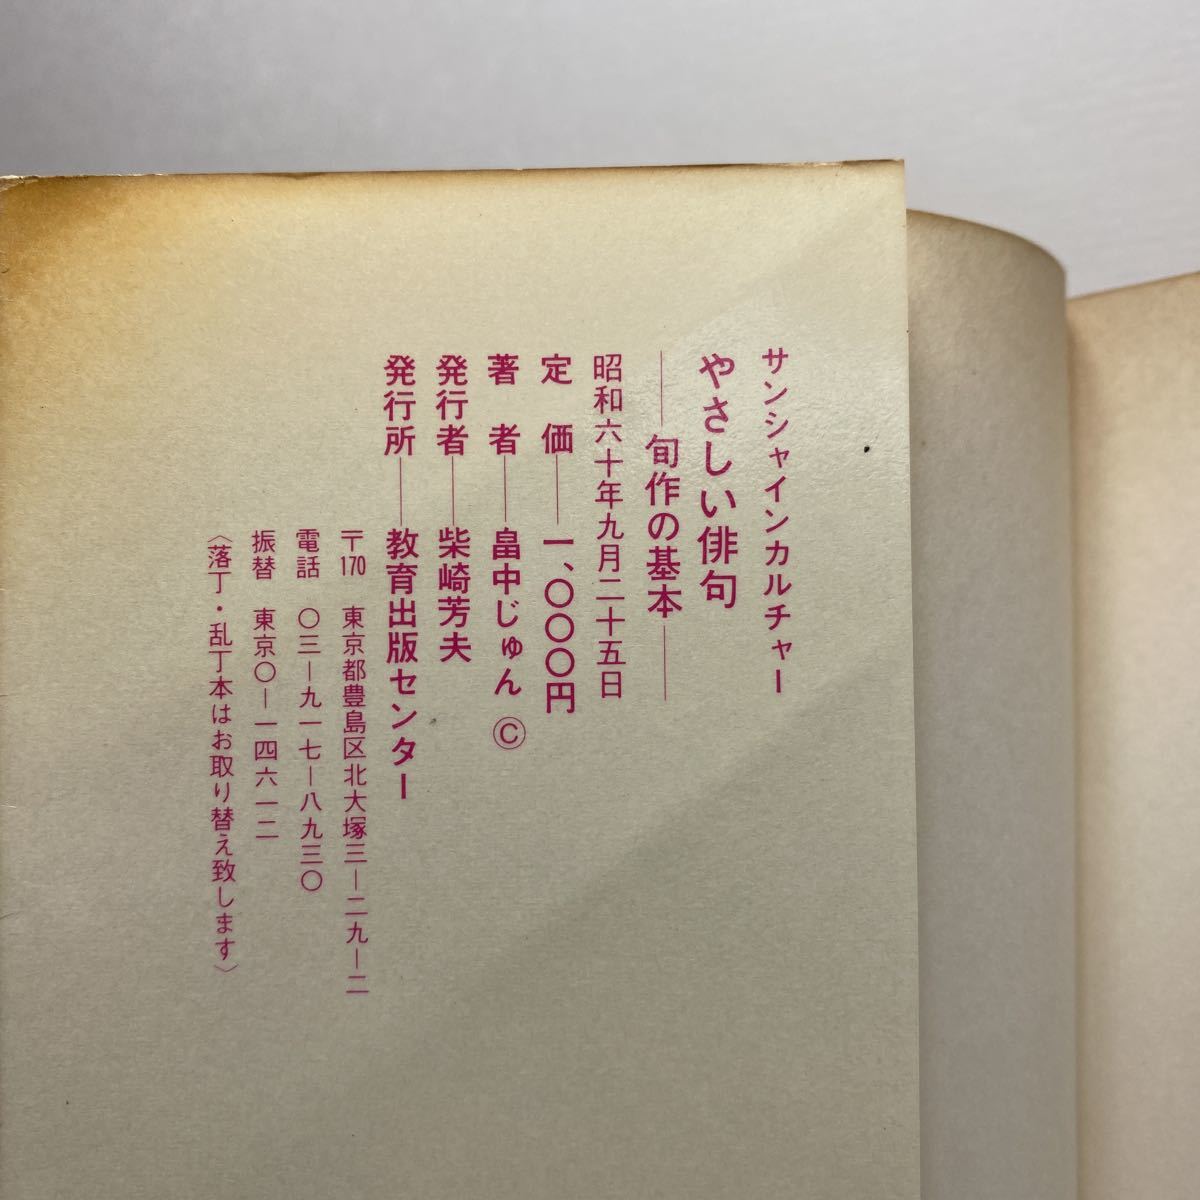 サンシャインカルチャー
やさしい俳句
――句作の基本――
昭和六十年九月二十五日
定　価――一、〇〇〇円
著　者――畠中じゅん Ⓒ
発行者――柴崎芳夫
発行所――教育出版センター
〒170　東京都豊島区北大塚三―二九―二
電話　〇三―九一七―八九三〇
振替　東京〇―一四六一二
〈落丁・乱丁本はお取り替え致します〉